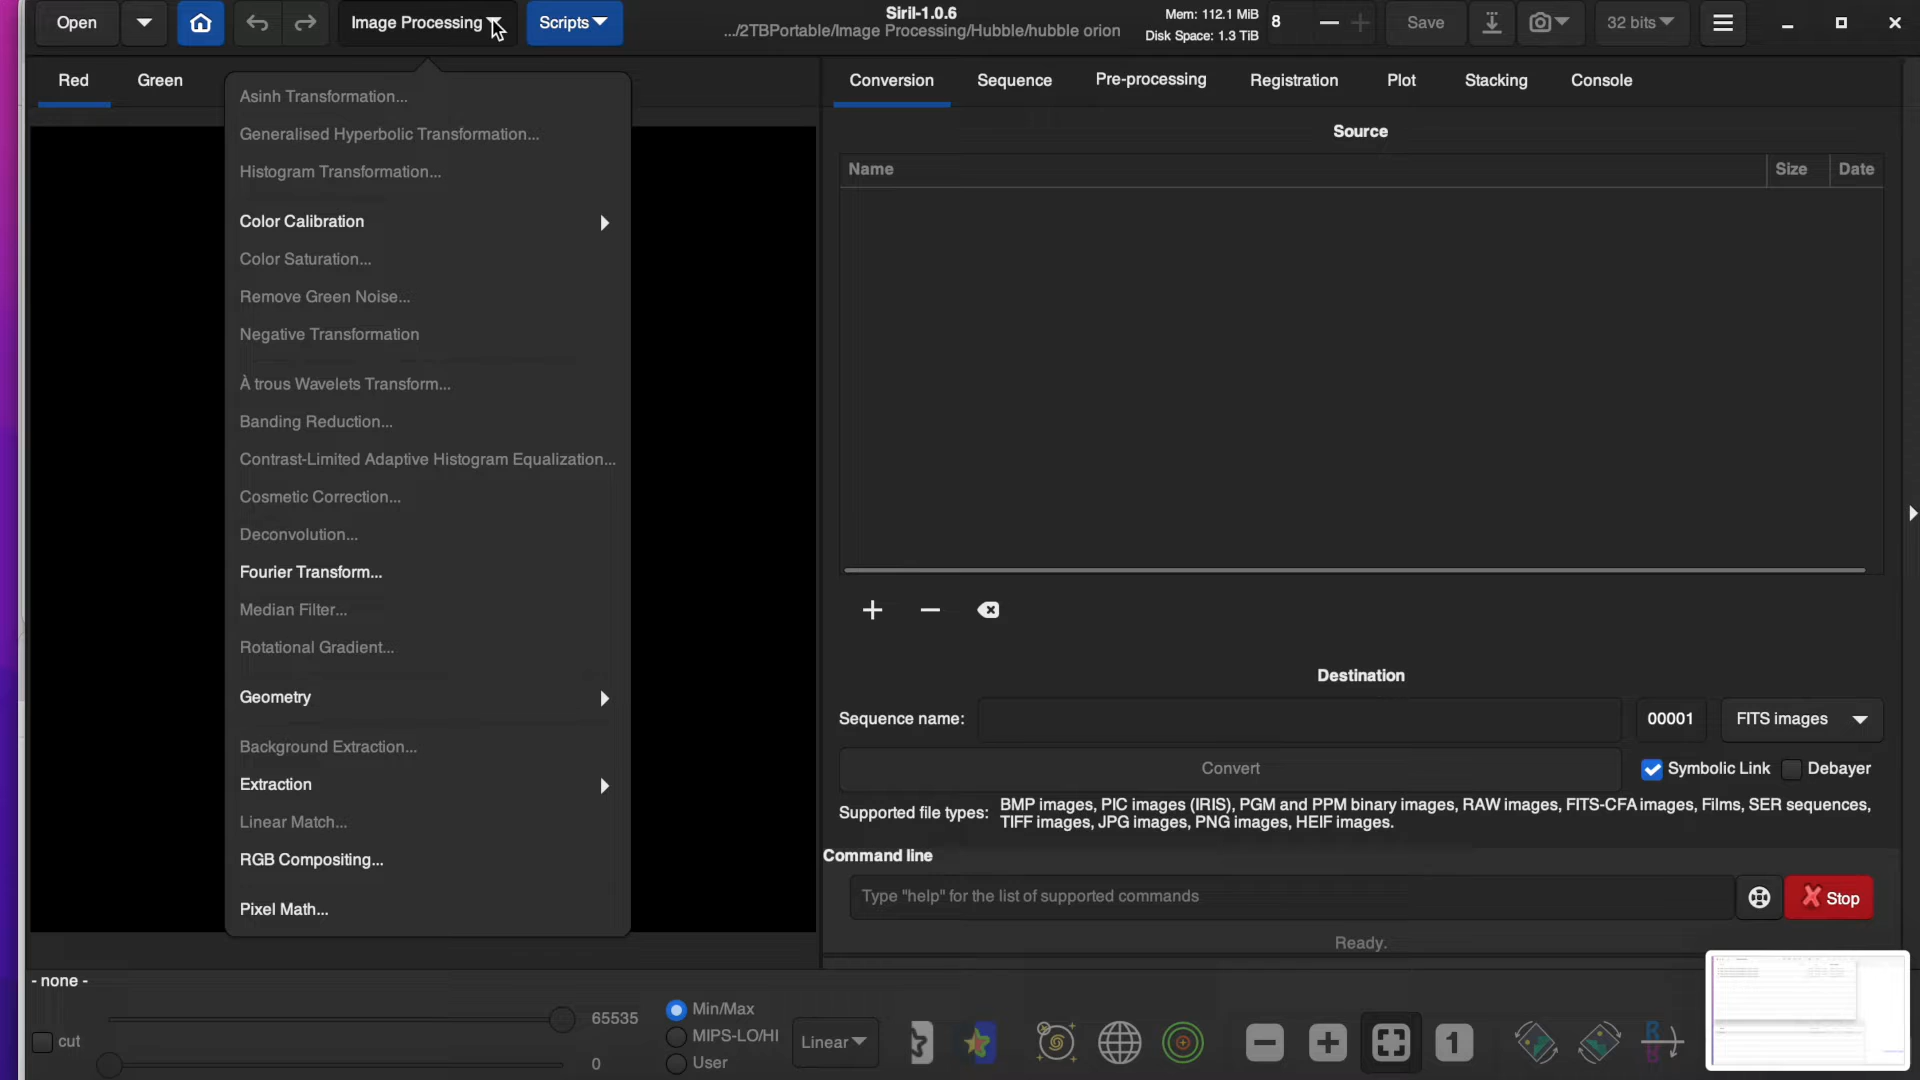 Open
Image Processing
Scripts
Siril-1.0.6
.../2TBPortable/Image Processing/Hubble/hubble orion
Mem: 112.1 MiB
Disk Space: 1.3 TiB
8
Save
32 bits
Red
Green
Asinh Transformation...
Generalised Hyperbolic Transformation...
Histogram Transformation...
Color Calibration
Color Saturation...
Remove Green Noise...
Negative Transformation
À trous Wavelets Transform...
Banding Reduction...
Contrast-Limited Adaptive Histogram Equalization...
Cosmetic Correction...
Deconvolution...
Fourier Transform...
Median Filter...
Rotational Gradient...
Geometry
Background Extraction...
Extraction
Linear Match...
RGB Compositing...
Pixel Math...
Conversion
Sequence
Pre-processing
Registration
Plot
Stacking
Console
Source
Name
Size
Date
Destination
Sequence name:
00001
FITS images
Convert
Symbolic Link
Debayer
Supported file types:
BMP images, PIC images (IRIS), PGM and PPM binary images, RAW images, FITS-CFA images, Films, SER sequences,
TIFF images, JPG images, PNG images, HEIF images.
Command line
Type "help" for the list of supported commands
Stop
Ready.
- none -
cut
65535
0
Min/Max
MIPS-LO/HI
User
Linear
1
R
B